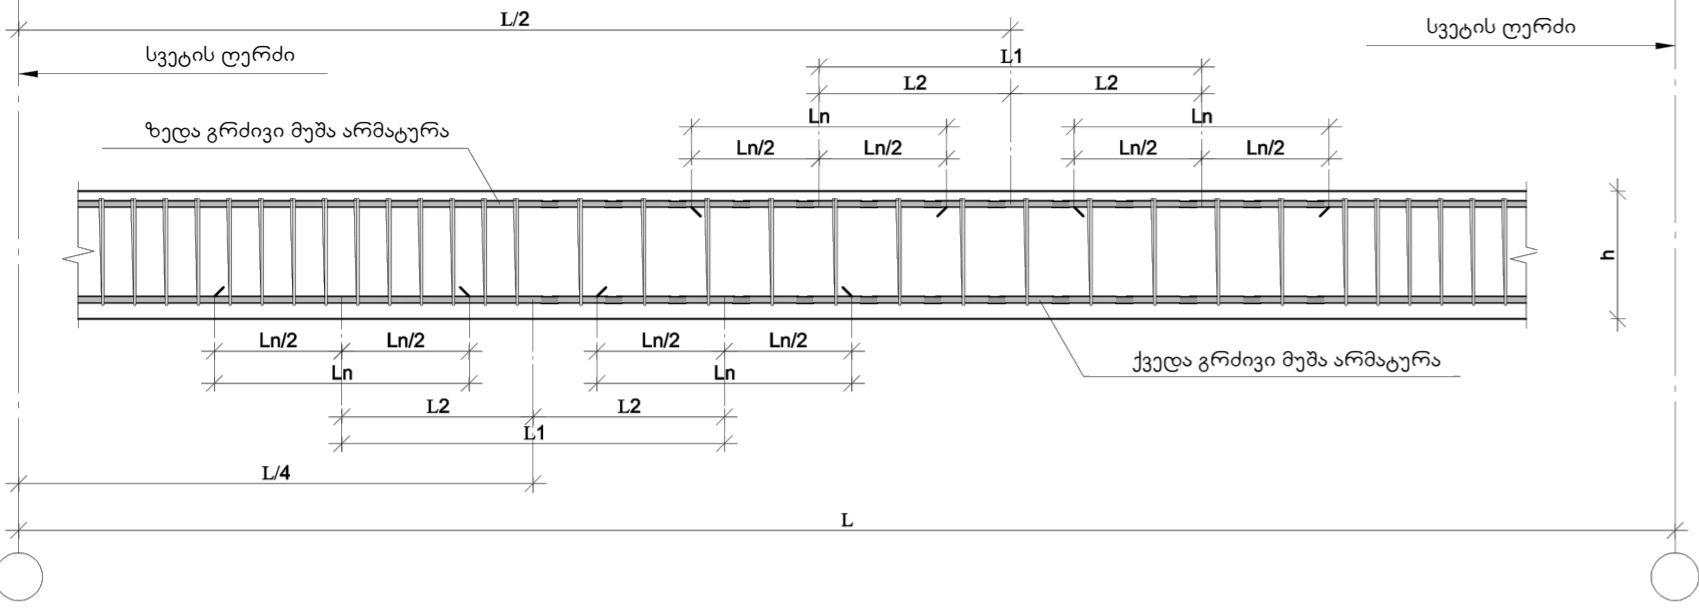 L/2
სვეტის ღერძი
სვეტის ღერძი
L1
L2 L2
Ln Ln
ზედა გრძივი მუშა არმატურა
Ln/2 Ln/2 Ln/2 Ln/2
h
Ln/2 Ln/2 Ln/2 Ln/2
ქვედა გრძივი მუშა არმატურა
Ln Ln
L2 L2
L1
L/4
L